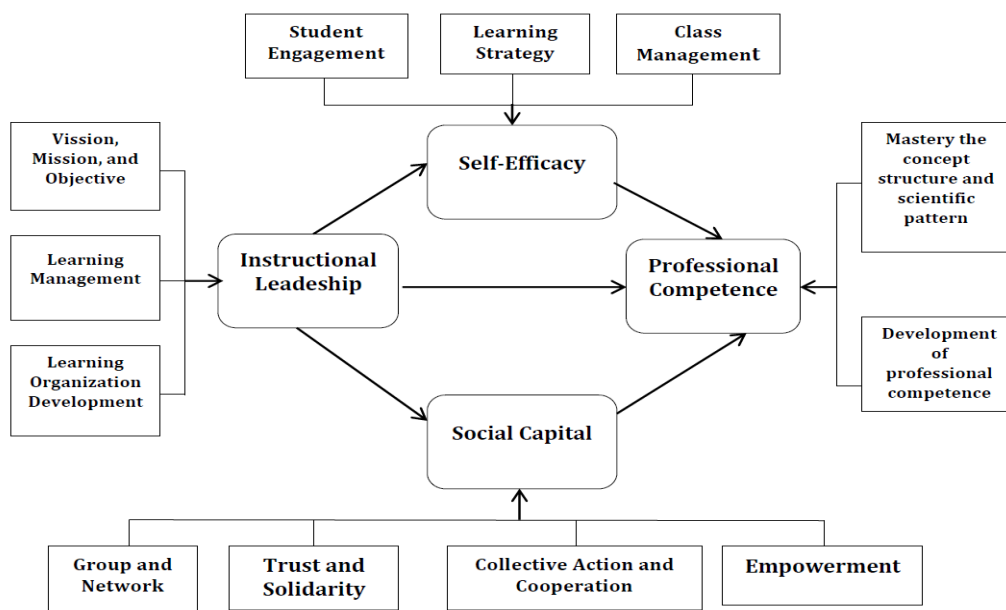 Student
Engagement
Learning
Strategy
Class
Management
Vission,
Mission, and
Objective
Self-Efficacy
Mastery the
concept
structure and
scientific
pattern
Learning
Management
Instructional
Leadeship
Professional
Competence
Learning
Organization
Development
Development
of
professional
competence
Social Capital
Group and
Network
Trust and
Solidarity
Collective Action and
Cooperation
Empowerment